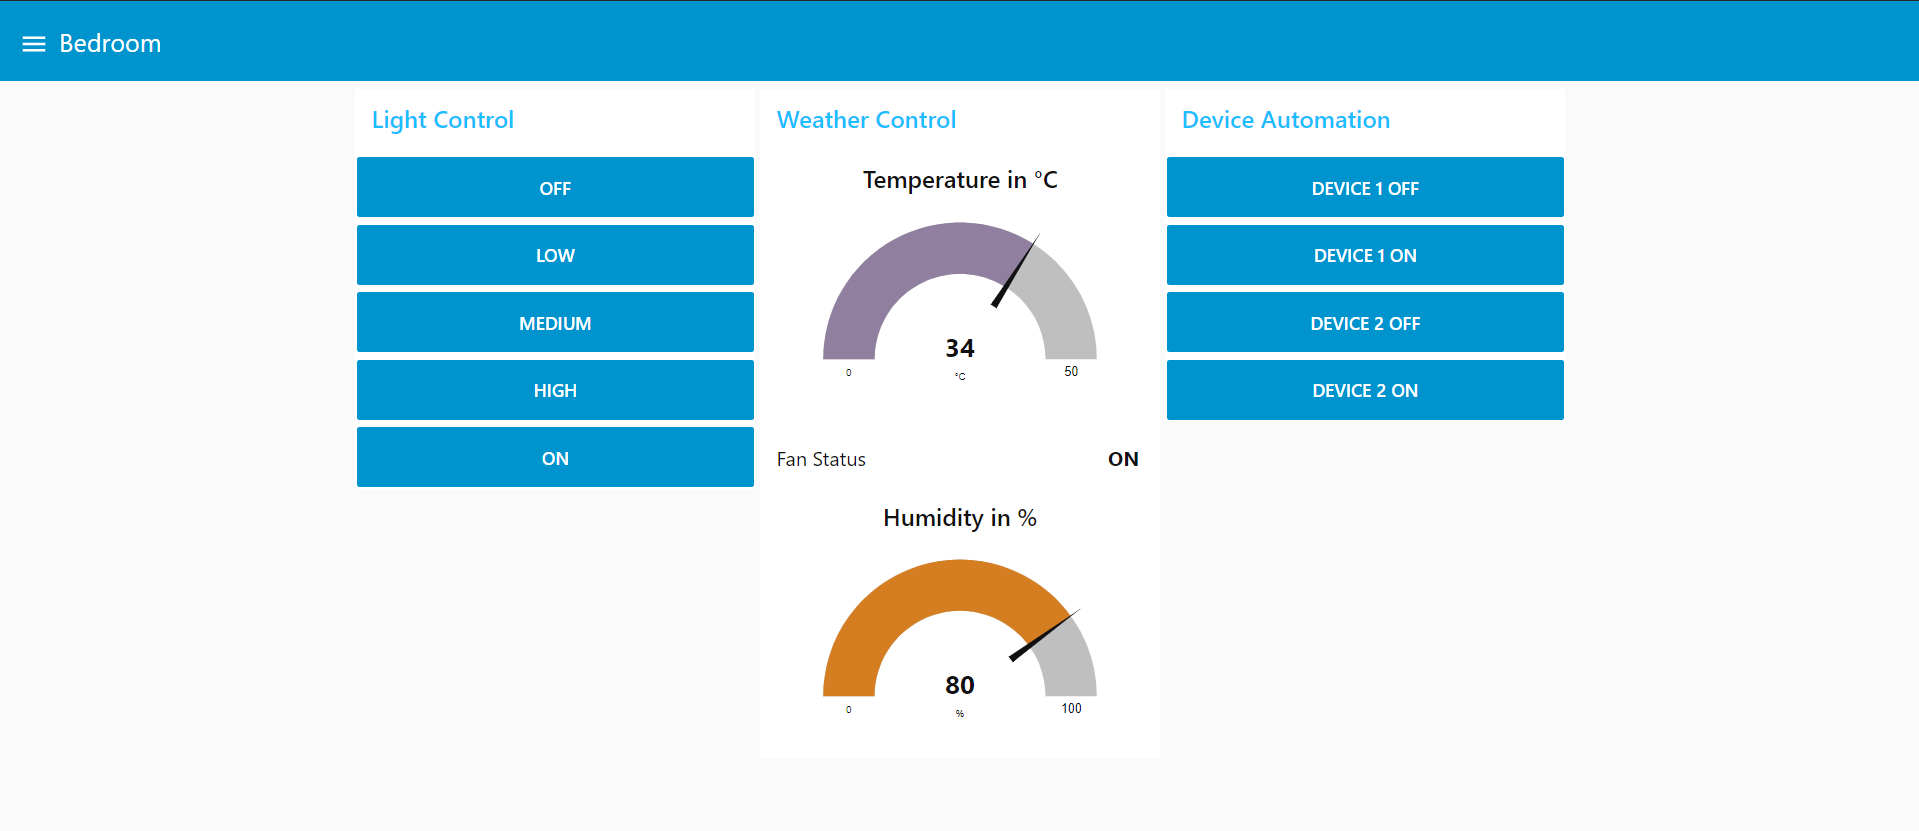 Bedroom
Light Control
OFF
LOW
MEDIUM
HIGH
ON
Weather Control
Temperature in °C
34
°C
0
50
Fan Status
ON
Humidity in %
80
%
0
100
Device Automation
DEVICE 1 OFF
DEVICE 1 ON
DEVICE 2 OFF
DEVICE 2 ON